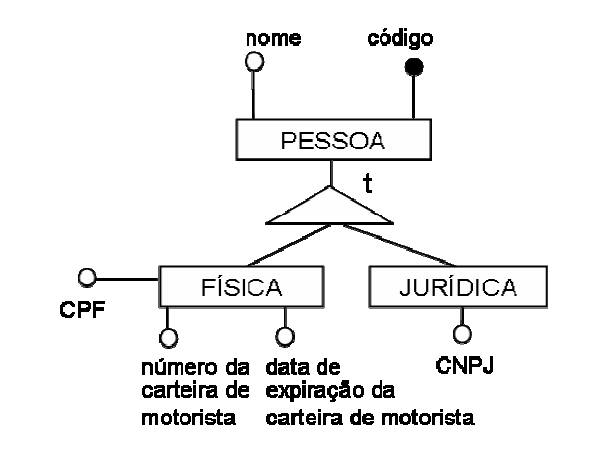 nome
código
PESSOA
t
FÍSICA
JURÍDICA
CPF
número da
carteira de
motorista
data de
expiração da
carteira de motorista
CNPJ